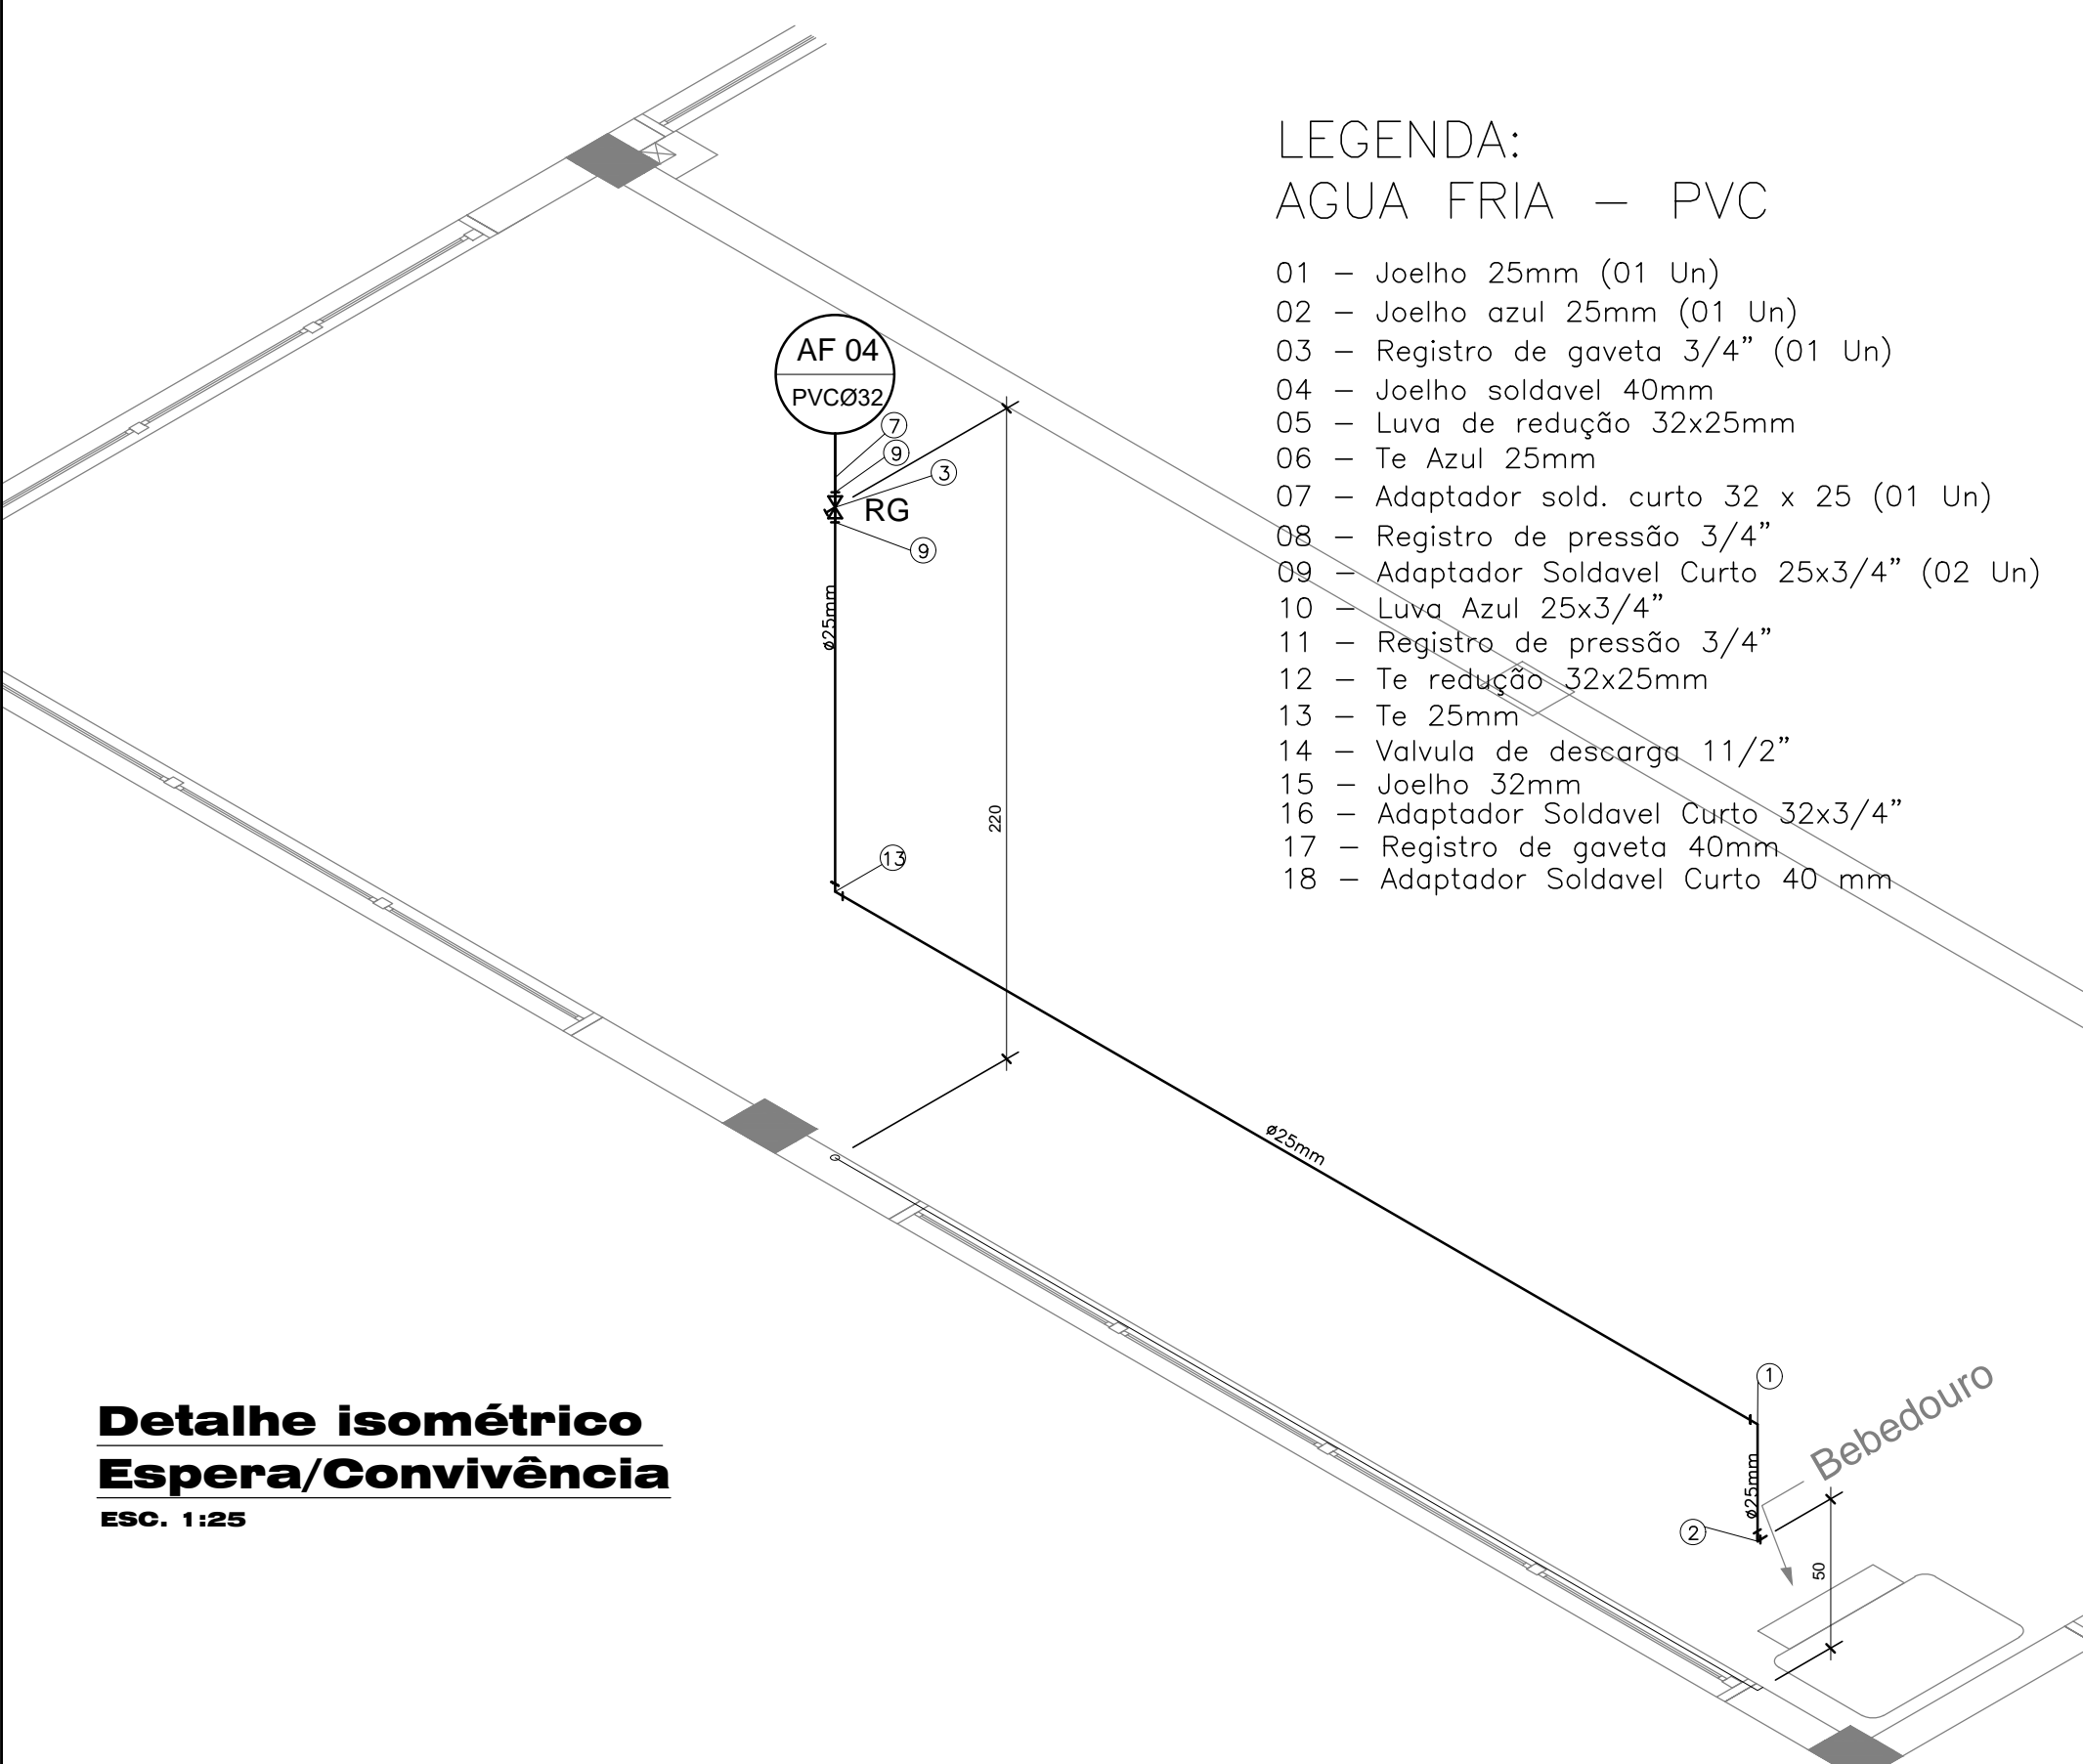 LEGENDA:
AGUA FRIA – PVC
01 – Joelho 25mm (01 Un)
02 – Joelho azul 25mm (01 Un)
03 – Registro de gaveta 3/4” (01 Un)
04 – Joelho soldavel 40mm
05 – Luva de redução 32x25mm
06 – Te Azul 25mm
07 – Adaptador sold. curto 32 x 25 (01 Un)
08 – Registro de pressão 3/4”
09 – Adaptador Soldavel Curto 25x3/4” (02 Un)
10 – Luva Azul 25x3/4”
11 – Registro de pressão 3/4”
12 – Te redução 32x25mm
13 – Te 25mm
14 – Valvula de descarga 11/2”
15 – Joelho 32mm
16 – Adaptador Soldavel Curto 32x3/4”
17 – Registro de gaveta 40mm
18 – Adaptador Soldavel Curto 40 mm
AF 04
PVCØ32
7
9
3
RG
9
ø25mm
220
13
ø25mm
1
Bebedouro
ø25mm
2
50
Detalhe isométrico
Espera/Convivência
ESC. 1:25